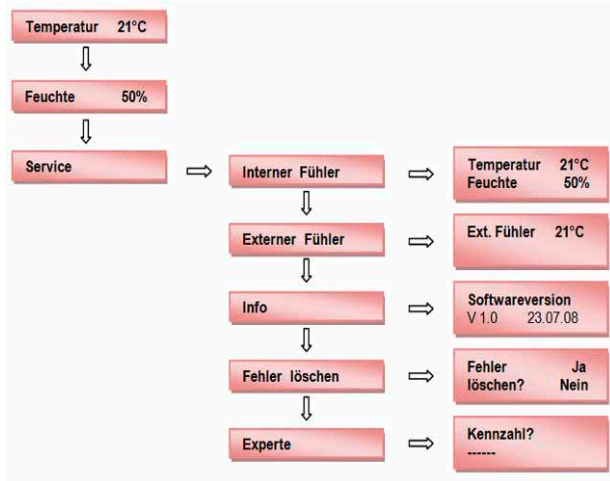 Temperatur 21°C
Feuchte 50%
Service
Interner Fühler
Temperatur 21°C
Feuchte 50%
Externer Fühler
Ext. Fühler 21°C
Info
Softwareversion
V 1.0 23.07.08
Fehler löschen
Fehler Ja
löschen? Nein
Experte
Kennzahl?
------